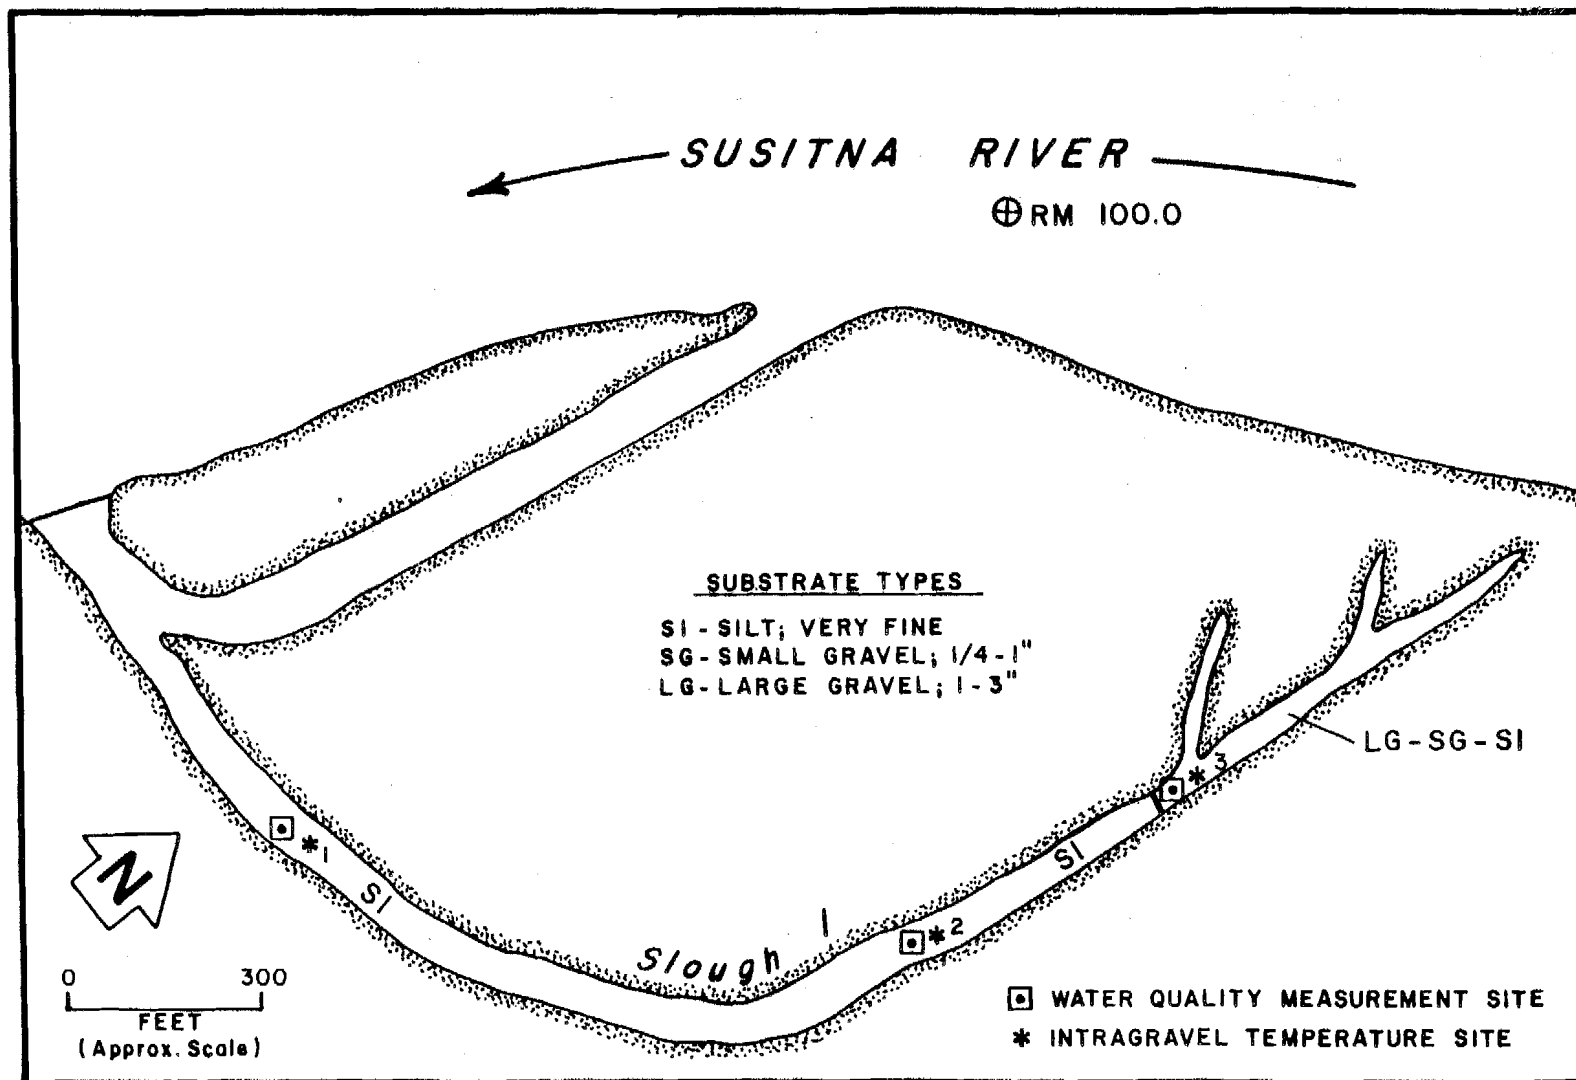 SUSITNA RIVER
RM 100.0
SUBSTRATE TYPES
SI - SILT; VERY FINE
SG - SMALL GRAVEL; 1/4 - 1"
LG - LARGE GRAVEL; 1 - 3"
LG - SG - SI
3
SI
1
SI
2
Slough 1
N
0 300
FEET
(Approx. Scale)
WATER QUALITY MEASUREMENT SITE
* INTRAGRAVEL TEMPERATURE SITE